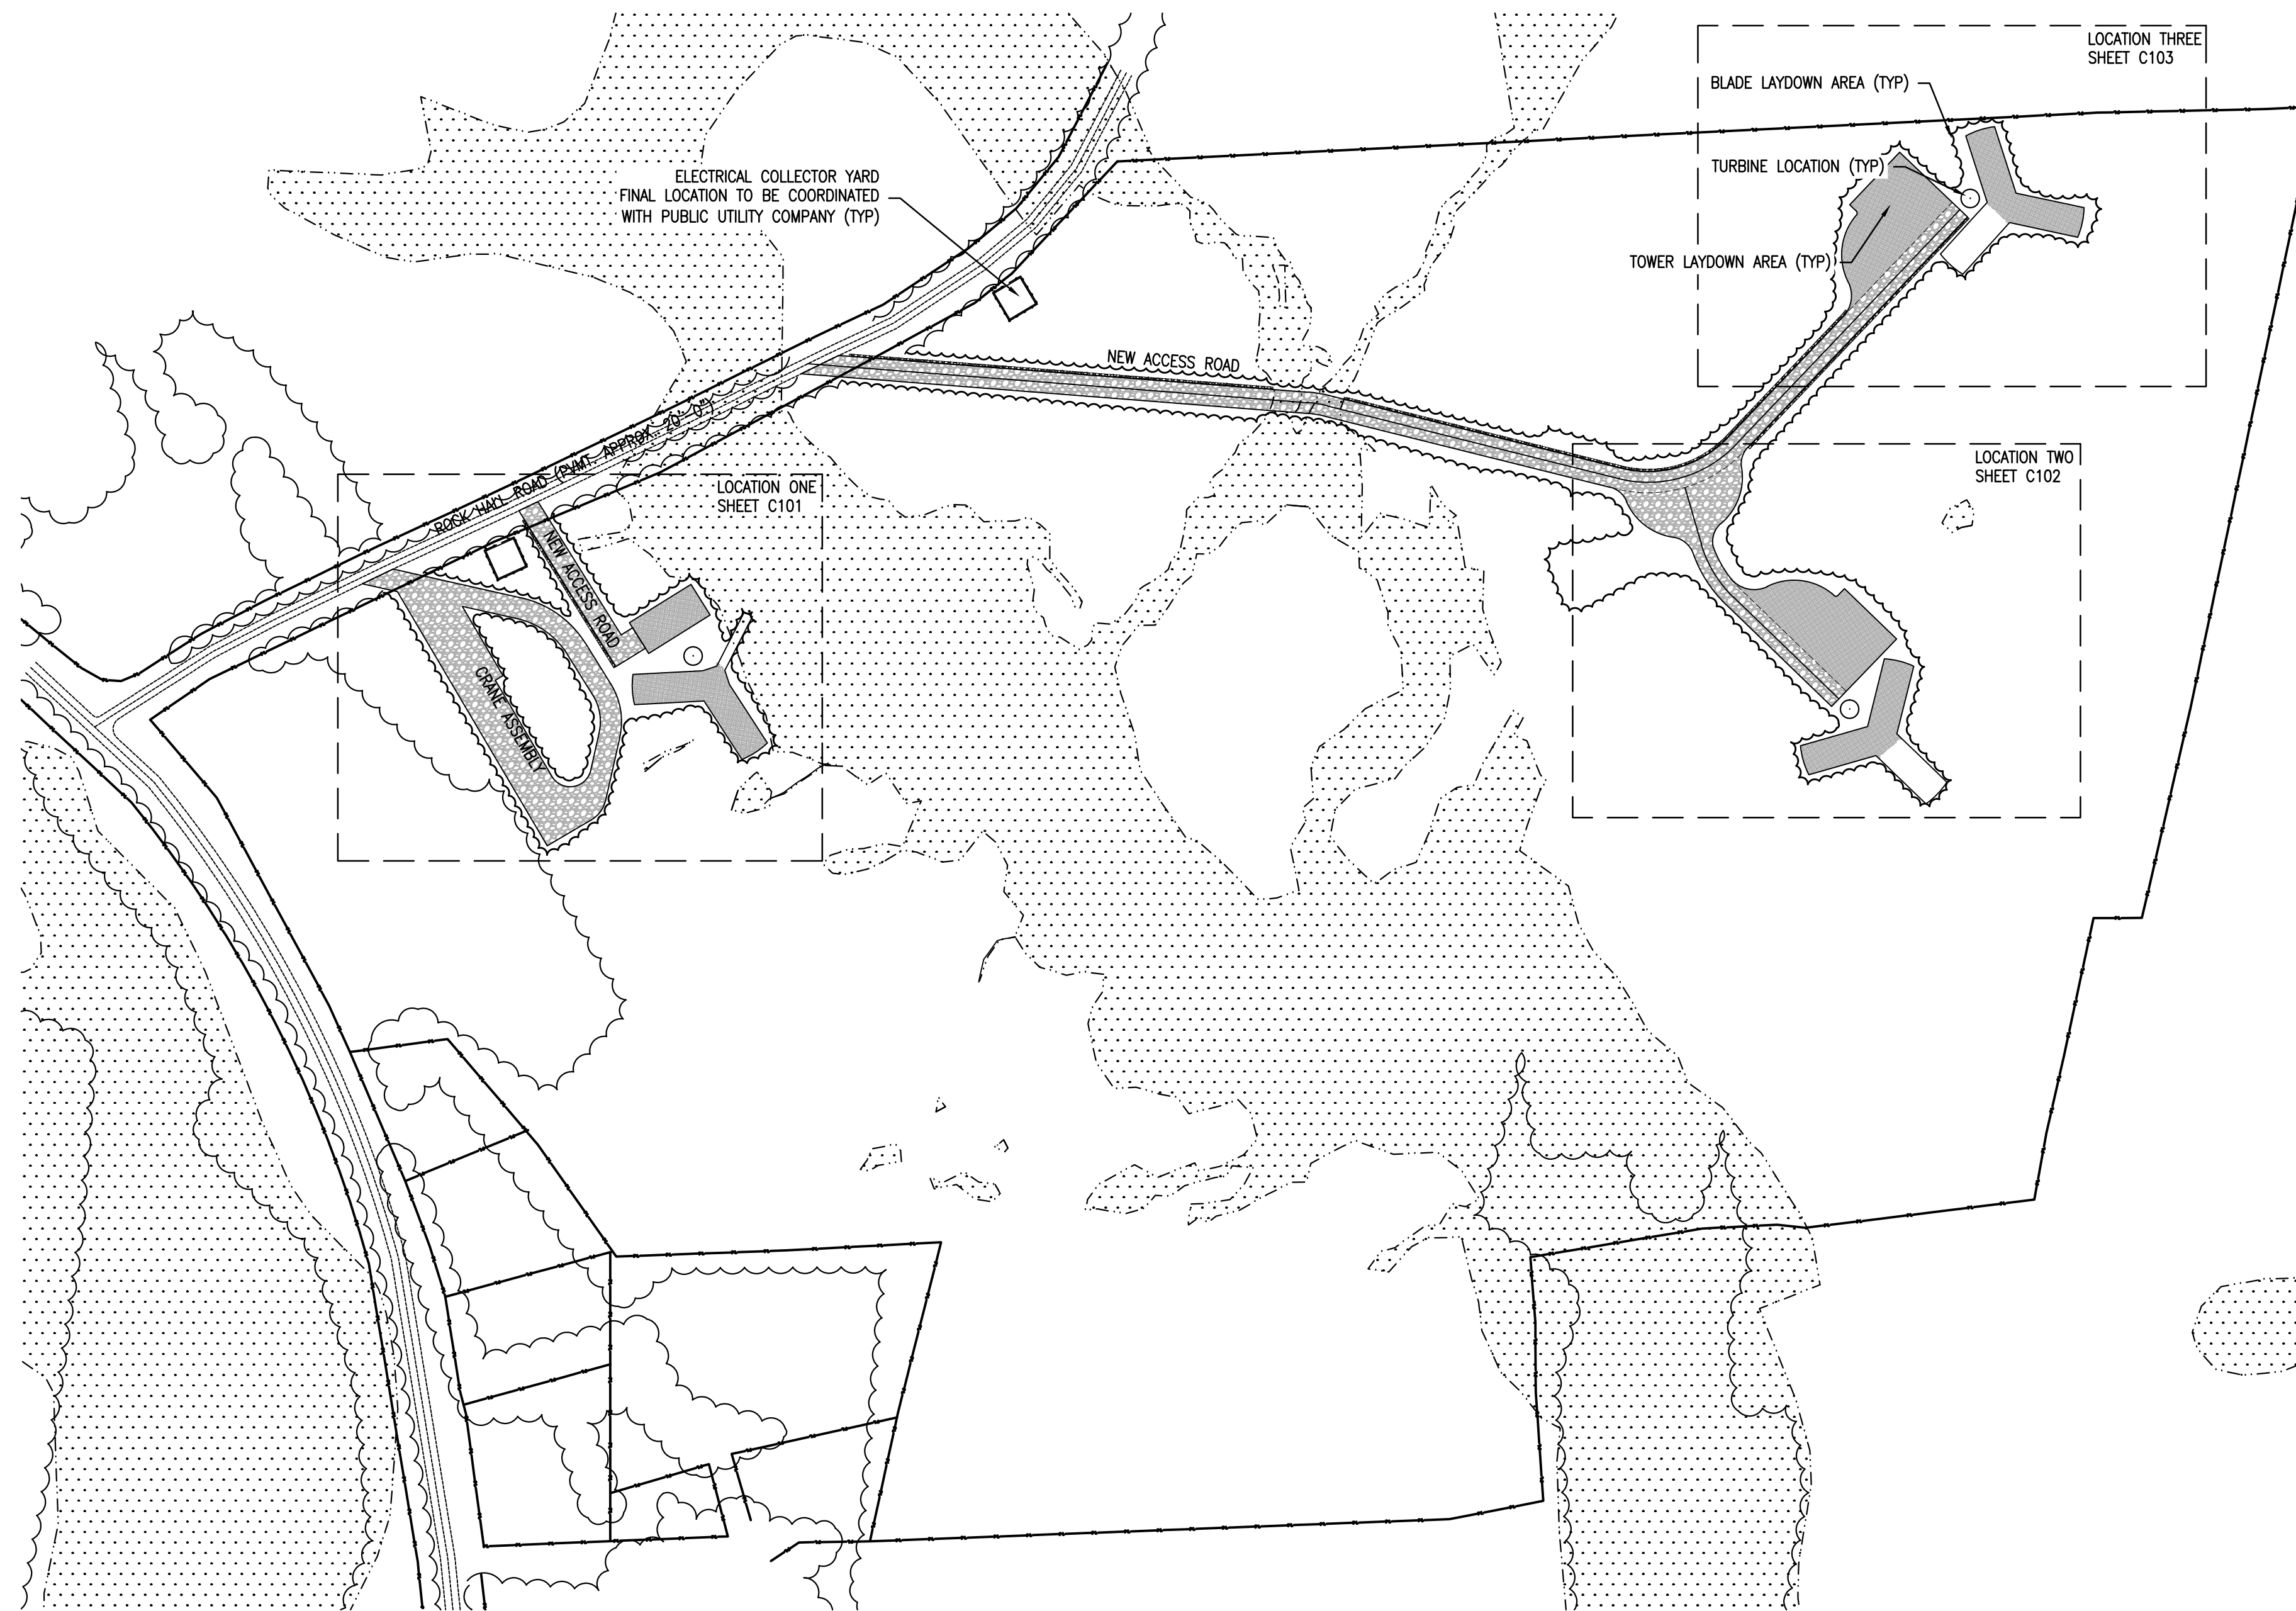 LOCATION THREE
SHEET C103
BLADE LAYDOWN AREA (TYP)
TURBINE LOCATION (TYP)
TOWER LAYDOWN AREA (TYP)
ELECTRICAL COLLECTOR YARD
FINAL LOCATION TO BE COORDINATED
WITH PUBLIC UTILITY COMPANY (TYP)
NEW ACCESS ROAD
ROCK HALL ROAD (PVMT. APPROX. 20'-0")
LOCATION TWO
SHEET C102
LOCATION ONE
SHEET C101
NEW ACCESS ROAD
CRANE ASSEMBLY